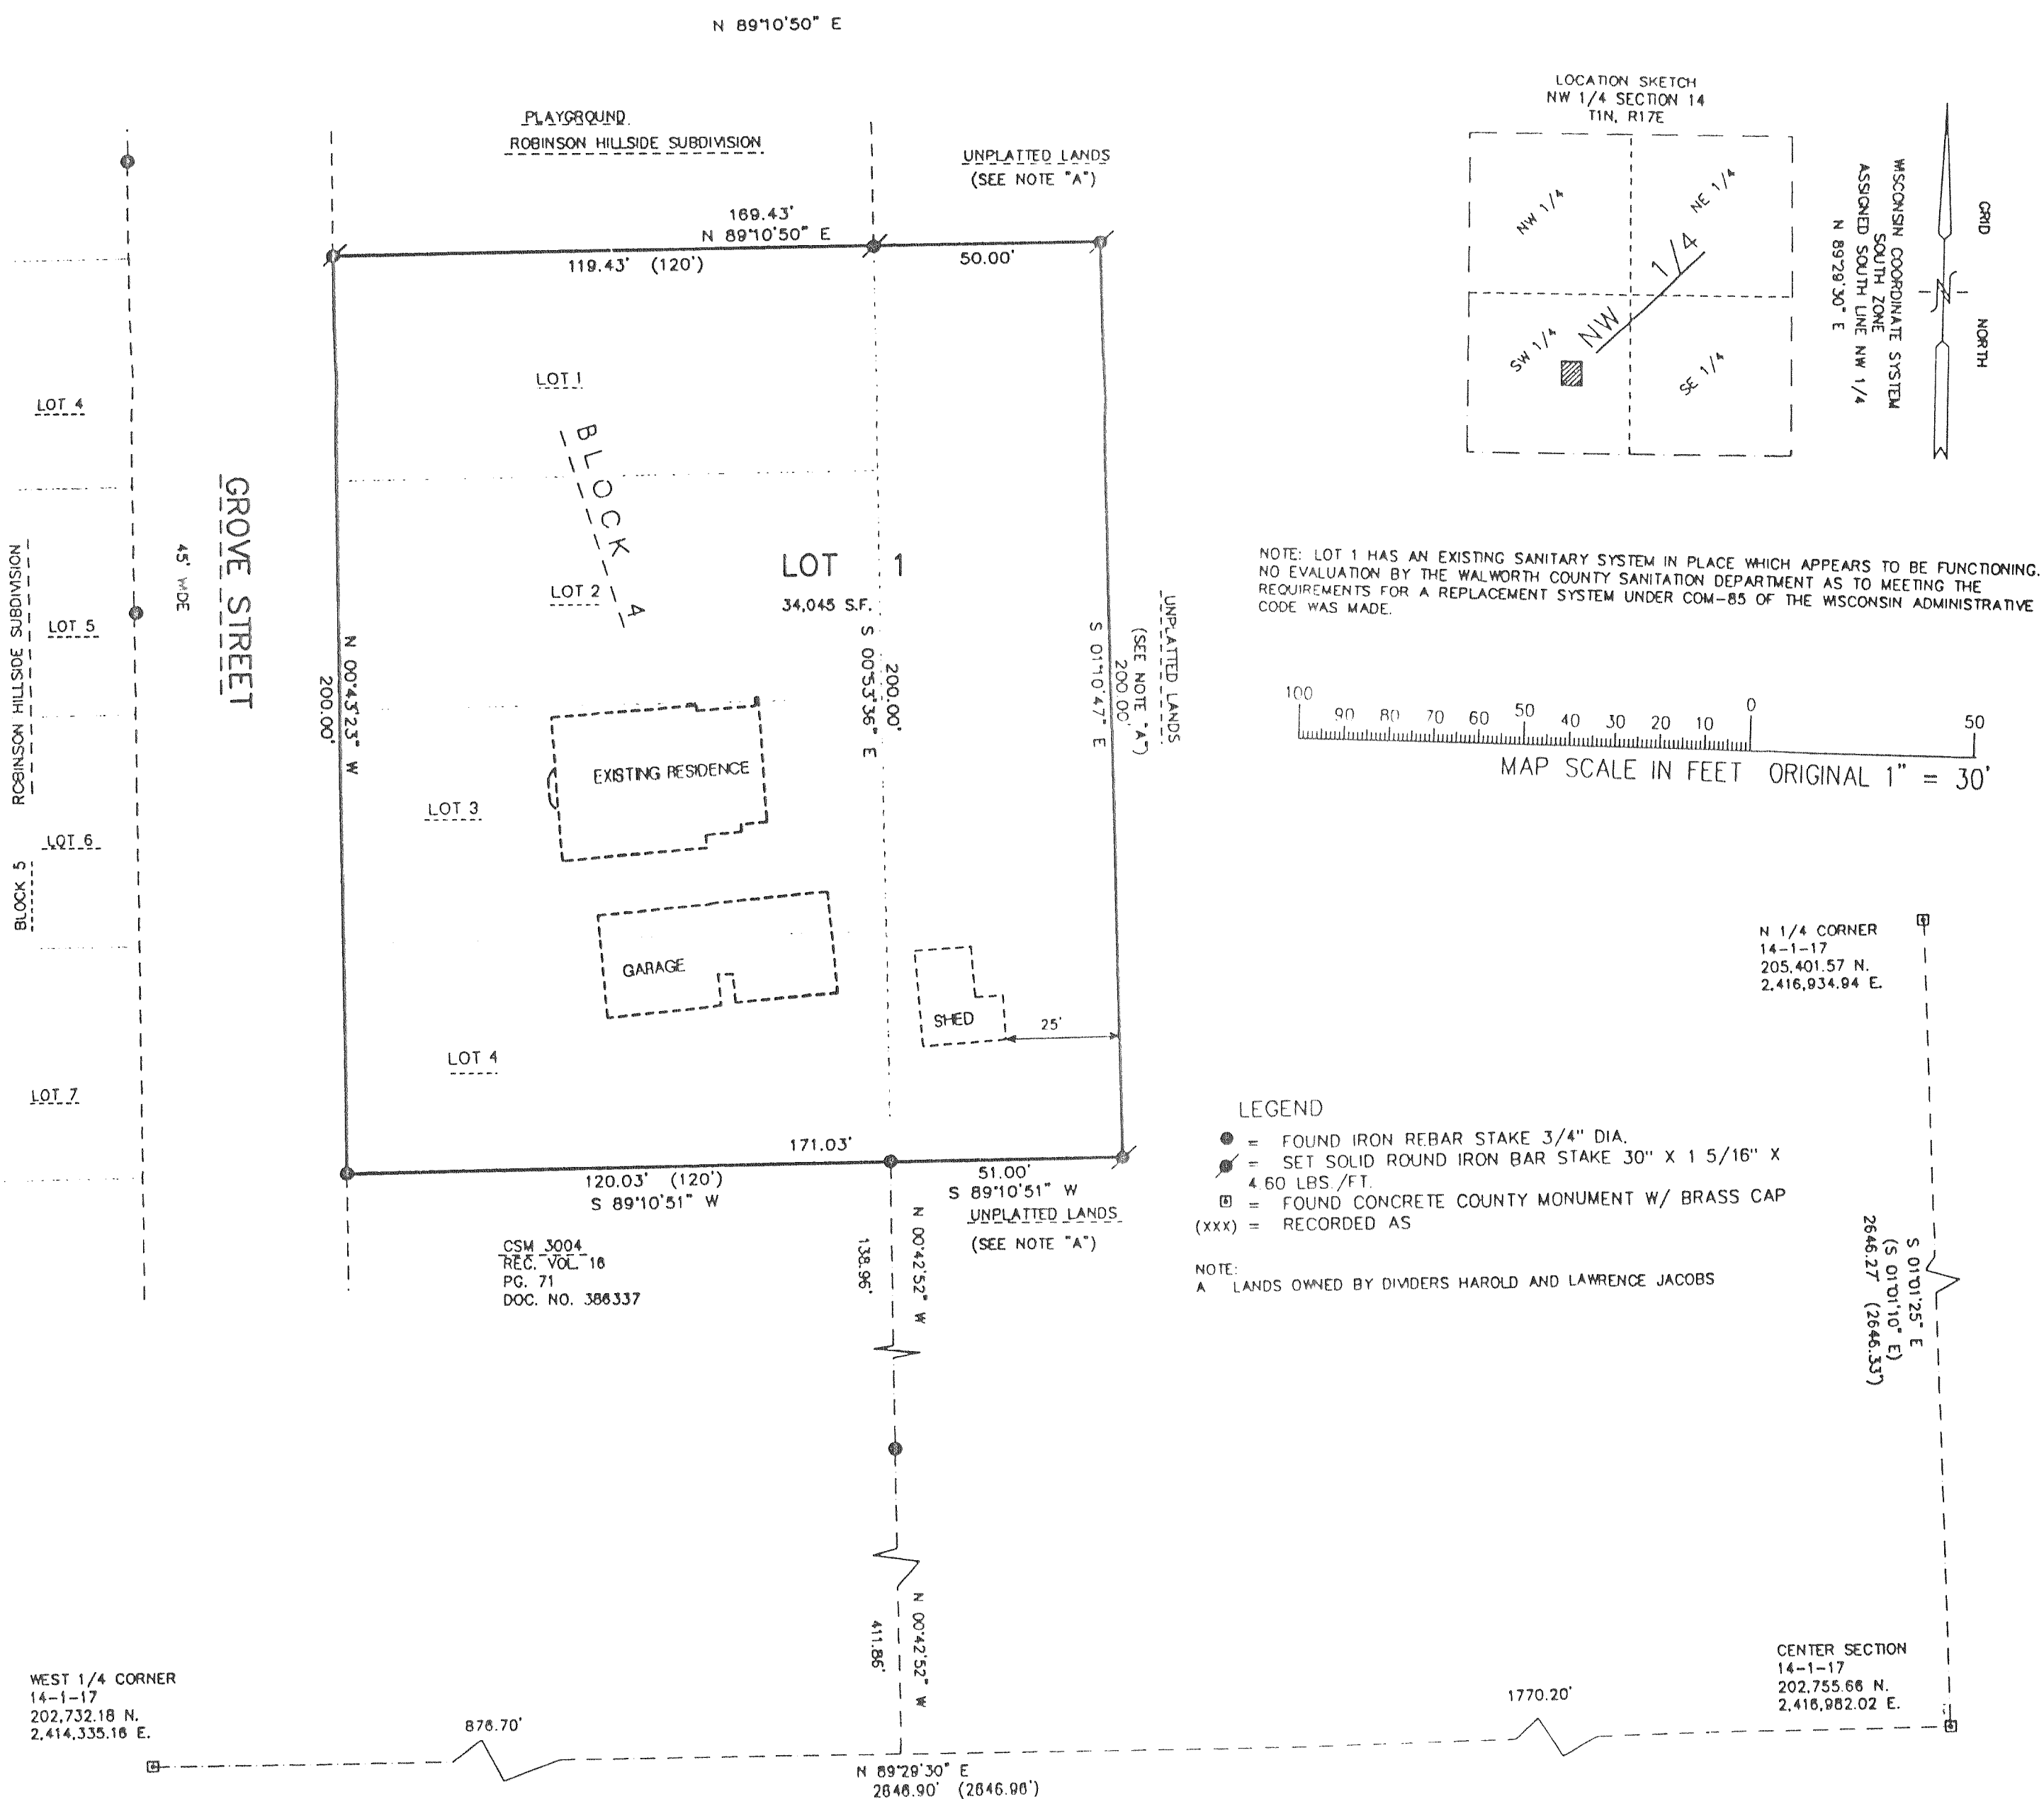 N 89°10'50" E
PLAYGROUND
ROBINSON HILLSIDE SUBDIVISION
UNPLATTED LANDS
(SEE NOTE "A")
169.43'
N 89°10'50" E
119.43' (120')
50.00'
LOCATION SKETCH
NW 1/4 SECTION 14
T1N, R17E
NW 1/4
NE 1/4
SW 1/4
SE 1/4
NW 1/4
WISCONSIN COORDINATE SYSTEM
SOUTH ZONE
ASSIGNED SOUTH LINE NW 1/4
N 89°29'30" E
GRID
NORTH
LOT 4
LOT 5
LOT 6
LOT 7
ROBINSON HILLSIDE SUBDIVISION
BLOCK 5
45' WIDE
GROVE STREET
N 00°43'23" W
200.00'
LOT 1
BLOCK 4
LOT 2
LOT 1
34,045 S.F.
S 00°53'36" E
200.00'
S 01°10'47" E
200.00'
(SEE NOTE "A")
UNPLATTED LANDS
EXISTING RESIDENCE
LOT 3
GARAGE
SHED
25'
LOT 4
171.03'
120.03' (120')
S 89°10'51" W
51.00'
S 89°10'51" W
UNPLATTED LANDS
(SEE NOTE "A")
CSM 3004
REC. VOL. 16
PG. 71
DOC. NO. 386337
138.96'
N 00°42'52" W
411.86'
N 00°42'52" W
NOTE: LOT 1 HAS AN EXISTING SANITARY SYSTEM IN PLACE WHICH APPEARS TO BE FUNCTIONING.
NO EVALUATION BY THE WALWORTH COUNTY SANITATION DEPARTMENT AS TO MEETING THE
REQUIREMENTS FOR A REPLACEMENT SYSTEM UNDER COM-85 OF THE WISCONSIN ADMINISTRATIVE
CODE WAS MADE.
100 90 80 70 60 50 40 30 20 10 0 50
MAP SCALE IN FEET ORIGINAL 1" = 30'
N 1/4 CORNER
14-1-17
205,401.57 N.
2,416,934.94 E.
LEGEND
= FOUND IRON REBAR STAKE 3/4" DIA.
= SET SOLID ROUND IRON BAR STAKE 30" X 1 5/16" X
4.60 LBS./FT.
= FOUND CONCRETE COUNTY MONUMENT W/ BRASS CAP
(XXX) = RECORDED AS
NOTE:
A LANDS OWNED BY DIVIDERS HAROLD AND LAWRENCE JACOBS
S 01°01'25" E
(S 01°01'10" E)
2646.27' (2646.33')
WEST 1/4 CORNER
14-1-17
202,732.18 N.
2,414,335.16 E.
876.70'
1770.20'
CENTER SECTION
14-1-17
202,755.66 N.
2,416,982.02 E.
N 89°29'30" E
2646.90' (2646.96')